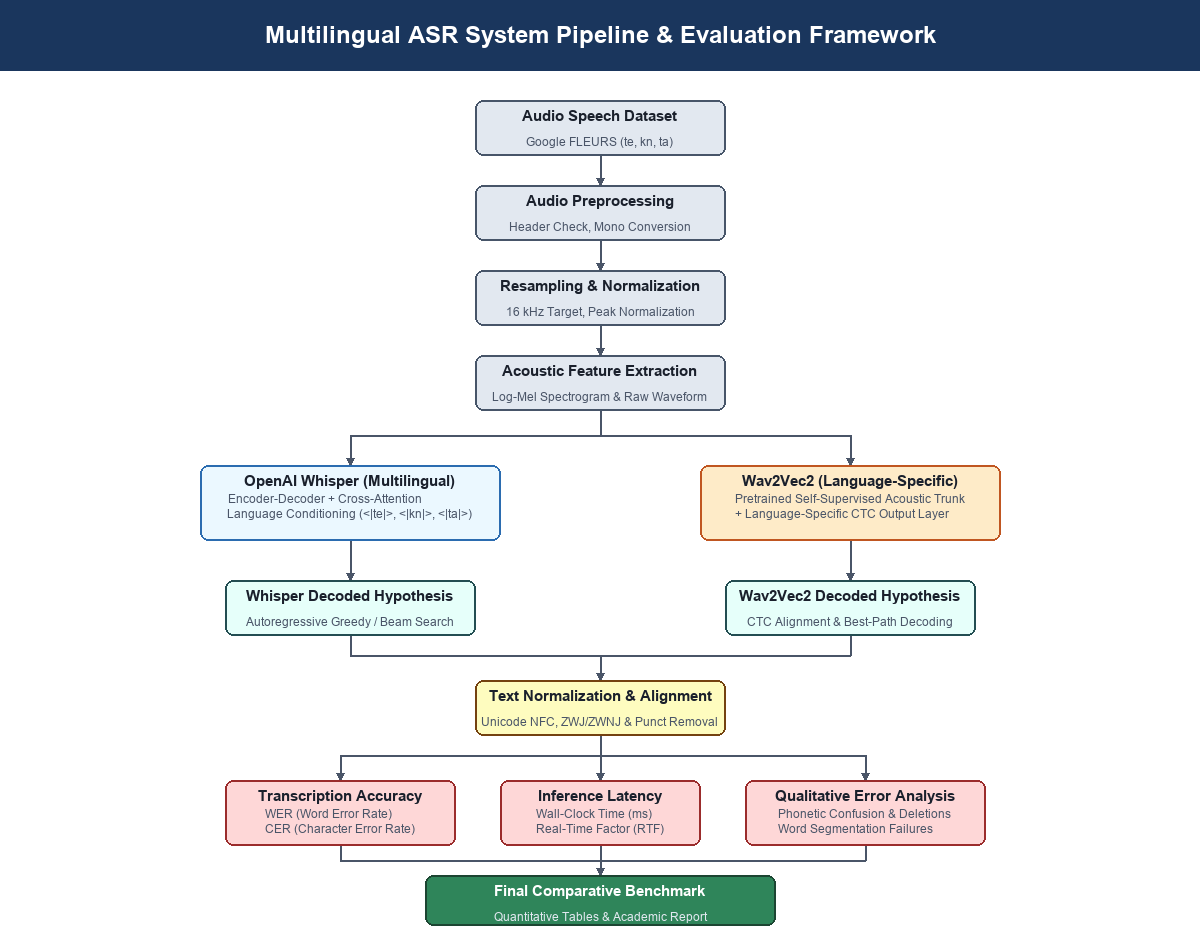 Multilingual ASR System Pipeline & Evaluation Framework
Audio Speech Dataset
Google FLEURS (te, kn, ta)
Audio Preprocessing
Header Check, Mono Conversion
Resampling & Normalization
16 kHz Target, Peak Normalization
Acoustic Feature Extraction
Log-Mel Spectrogram & Raw Waveform
OpenAI Whisper (Multilingual)
Encoder-Decoder + Cross-Attention
Language Conditioning (<|te|>, <|kn|>, <|ta|>)
Wav2Vec2 (Language-Specific)
Pretrained Self-Supervised Acoustic Trunk
+ Language-Specific CTC Output Layer
Whisper Decoded Hypothesis
Autoregressive Greedy / Beam Search
Wav2Vec2 Decoded Hypothesis
CTC Alignment & Best-Path Decoding
Text Normalization & Alignment
Unicode NFC, ZWJ/ZWNJ & Punct Removal
Transcription Accuracy
WER (Word Error Rate)
CER (Character Error Rate)
Inference Latency
Wall-Clock Time (ms)
Real-Time Factor (RTF)
Qualitative Error Analysis
Phonetic Confusion & Deletions
Word Segmentation Failures
Final Comparative Benchmark
Quantitative Tables & Academic Report